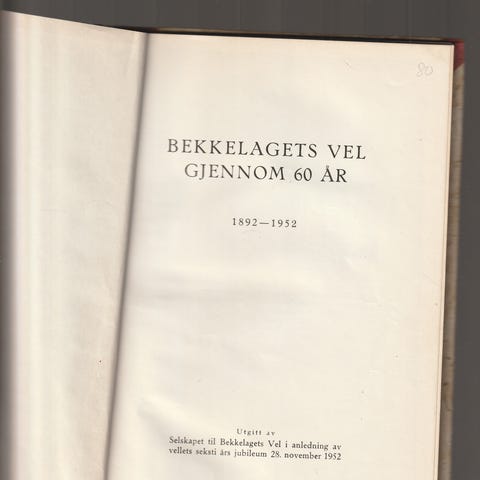 80
BEKKELAGETS VEL
GJENNOM 60 ÅR
1892—1952
Utgitt av
Selskapet til Bekkelagets Vel i anledning av
vellets seksti års jubileum 28. november 1952